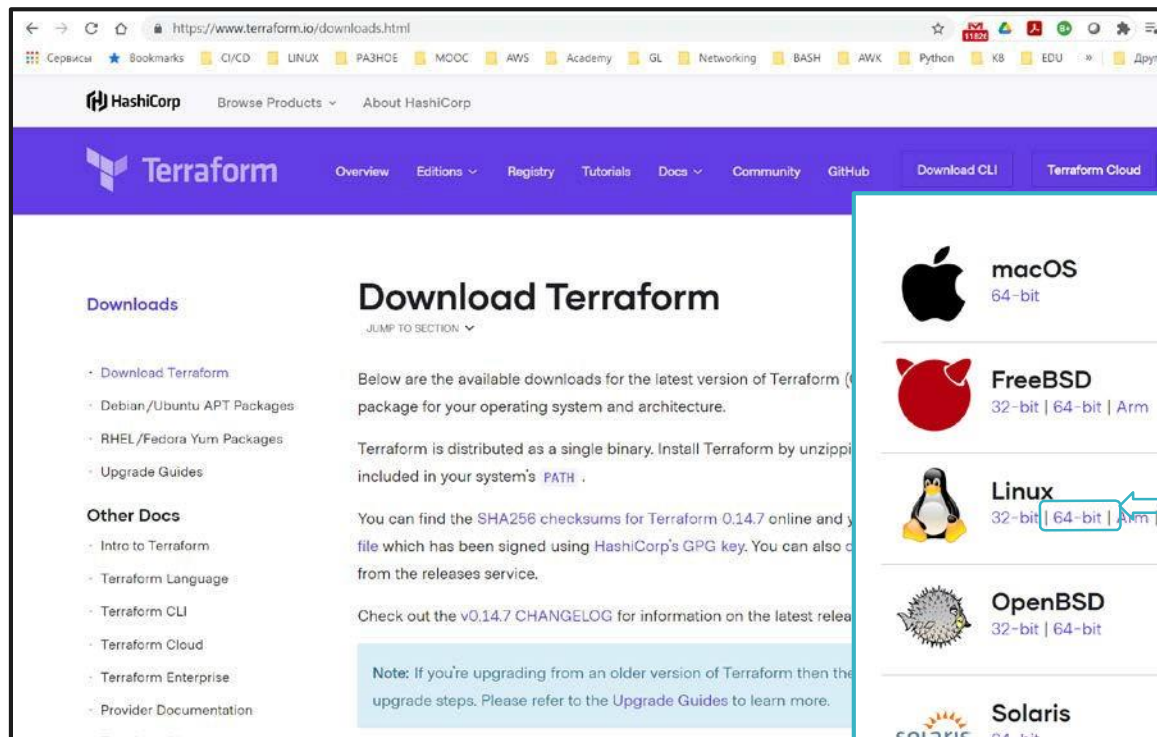 https://www.terraform.io/downloads.html
11826
Сервисы Bookmarks CI/CD LINUX РАЗНОЕ MOOC AWS Academy GL Networking BASH AWK Python K8 EDU »
HashiCorp Browse Products About HashiCorp
Terraform Overview Editions Registry Tutorials Docs Community GitHub Download CLI Terraform Cloud
Downloads
· Download Terraform
· Debian/Ubuntu APT Packages
· RHEL/Fedora Yum Packages
· Upgrade Guides
Other Docs
· Intro to Terraform
· Terraform Language
· Terraform CLI
· Terraform Cloud
· Terraform Enterprise
· Provider Documentation
Download Terraform
JUMP TO SECTION
Below are the available downloads for the latest version of Terraform (
package for your operating system and architecture.
Terraform is distributed as a single binary. Install Terraform by unzippi
included in your system's PATH .
You can find the SHA256 checksums for Terraform 0.14.7 online and
file which has been signed using HashiCorp's GPG key. You can also
from the releases service.
Check out the v0.14.7 CHANGELOG for information on the latest relea
Note: If you're upgrading from an older version of Terraform then the
upgrade steps. Please refer to the Upgrade Guides to learn more.
macOS
64-bit
FreeBSD
32-bit | 64-bit | Arm
Linux
32-bit | 64-bit | Arm |
OpenBSD
32-bit | 64-bit
Solaris